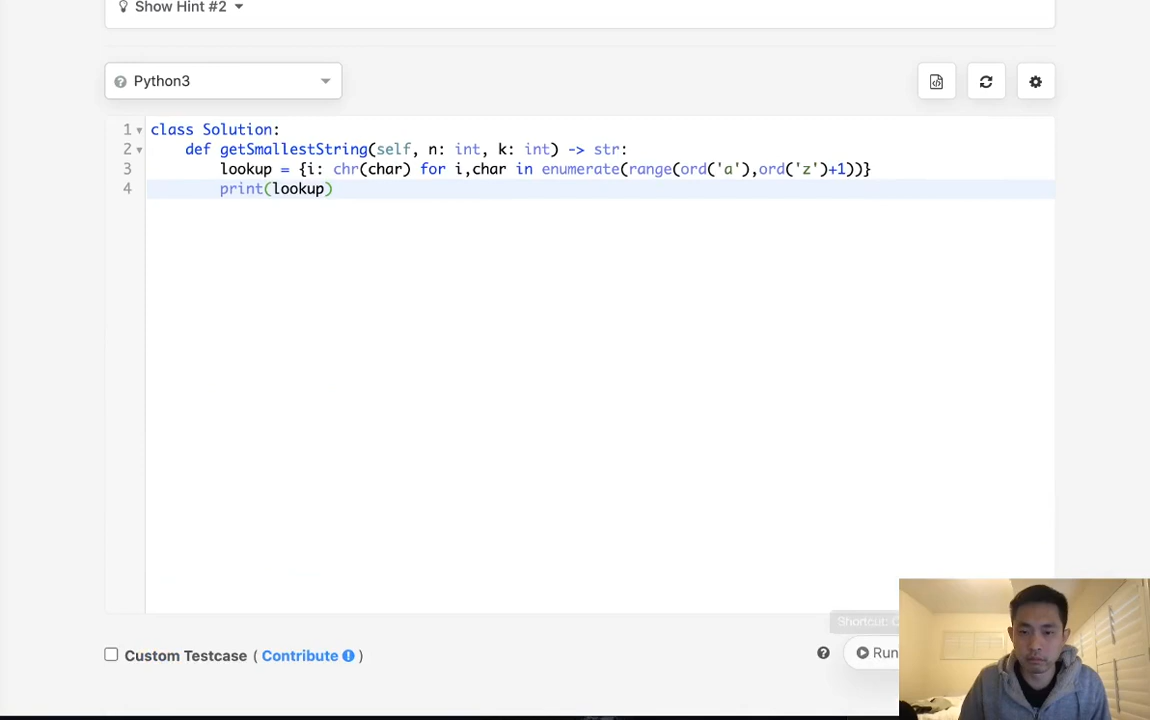 Show Hint #2
Python3
1 class Solution:
2 def getSmallestString(self, n: int, k: int) -> str:
3 lookup = {i: chr(char) for i,char in enumerate(range(ord('a'),ord('z')+1))}
4 print(lookup)
Shortcut:
Custom Testcase ( Contribute )
Run